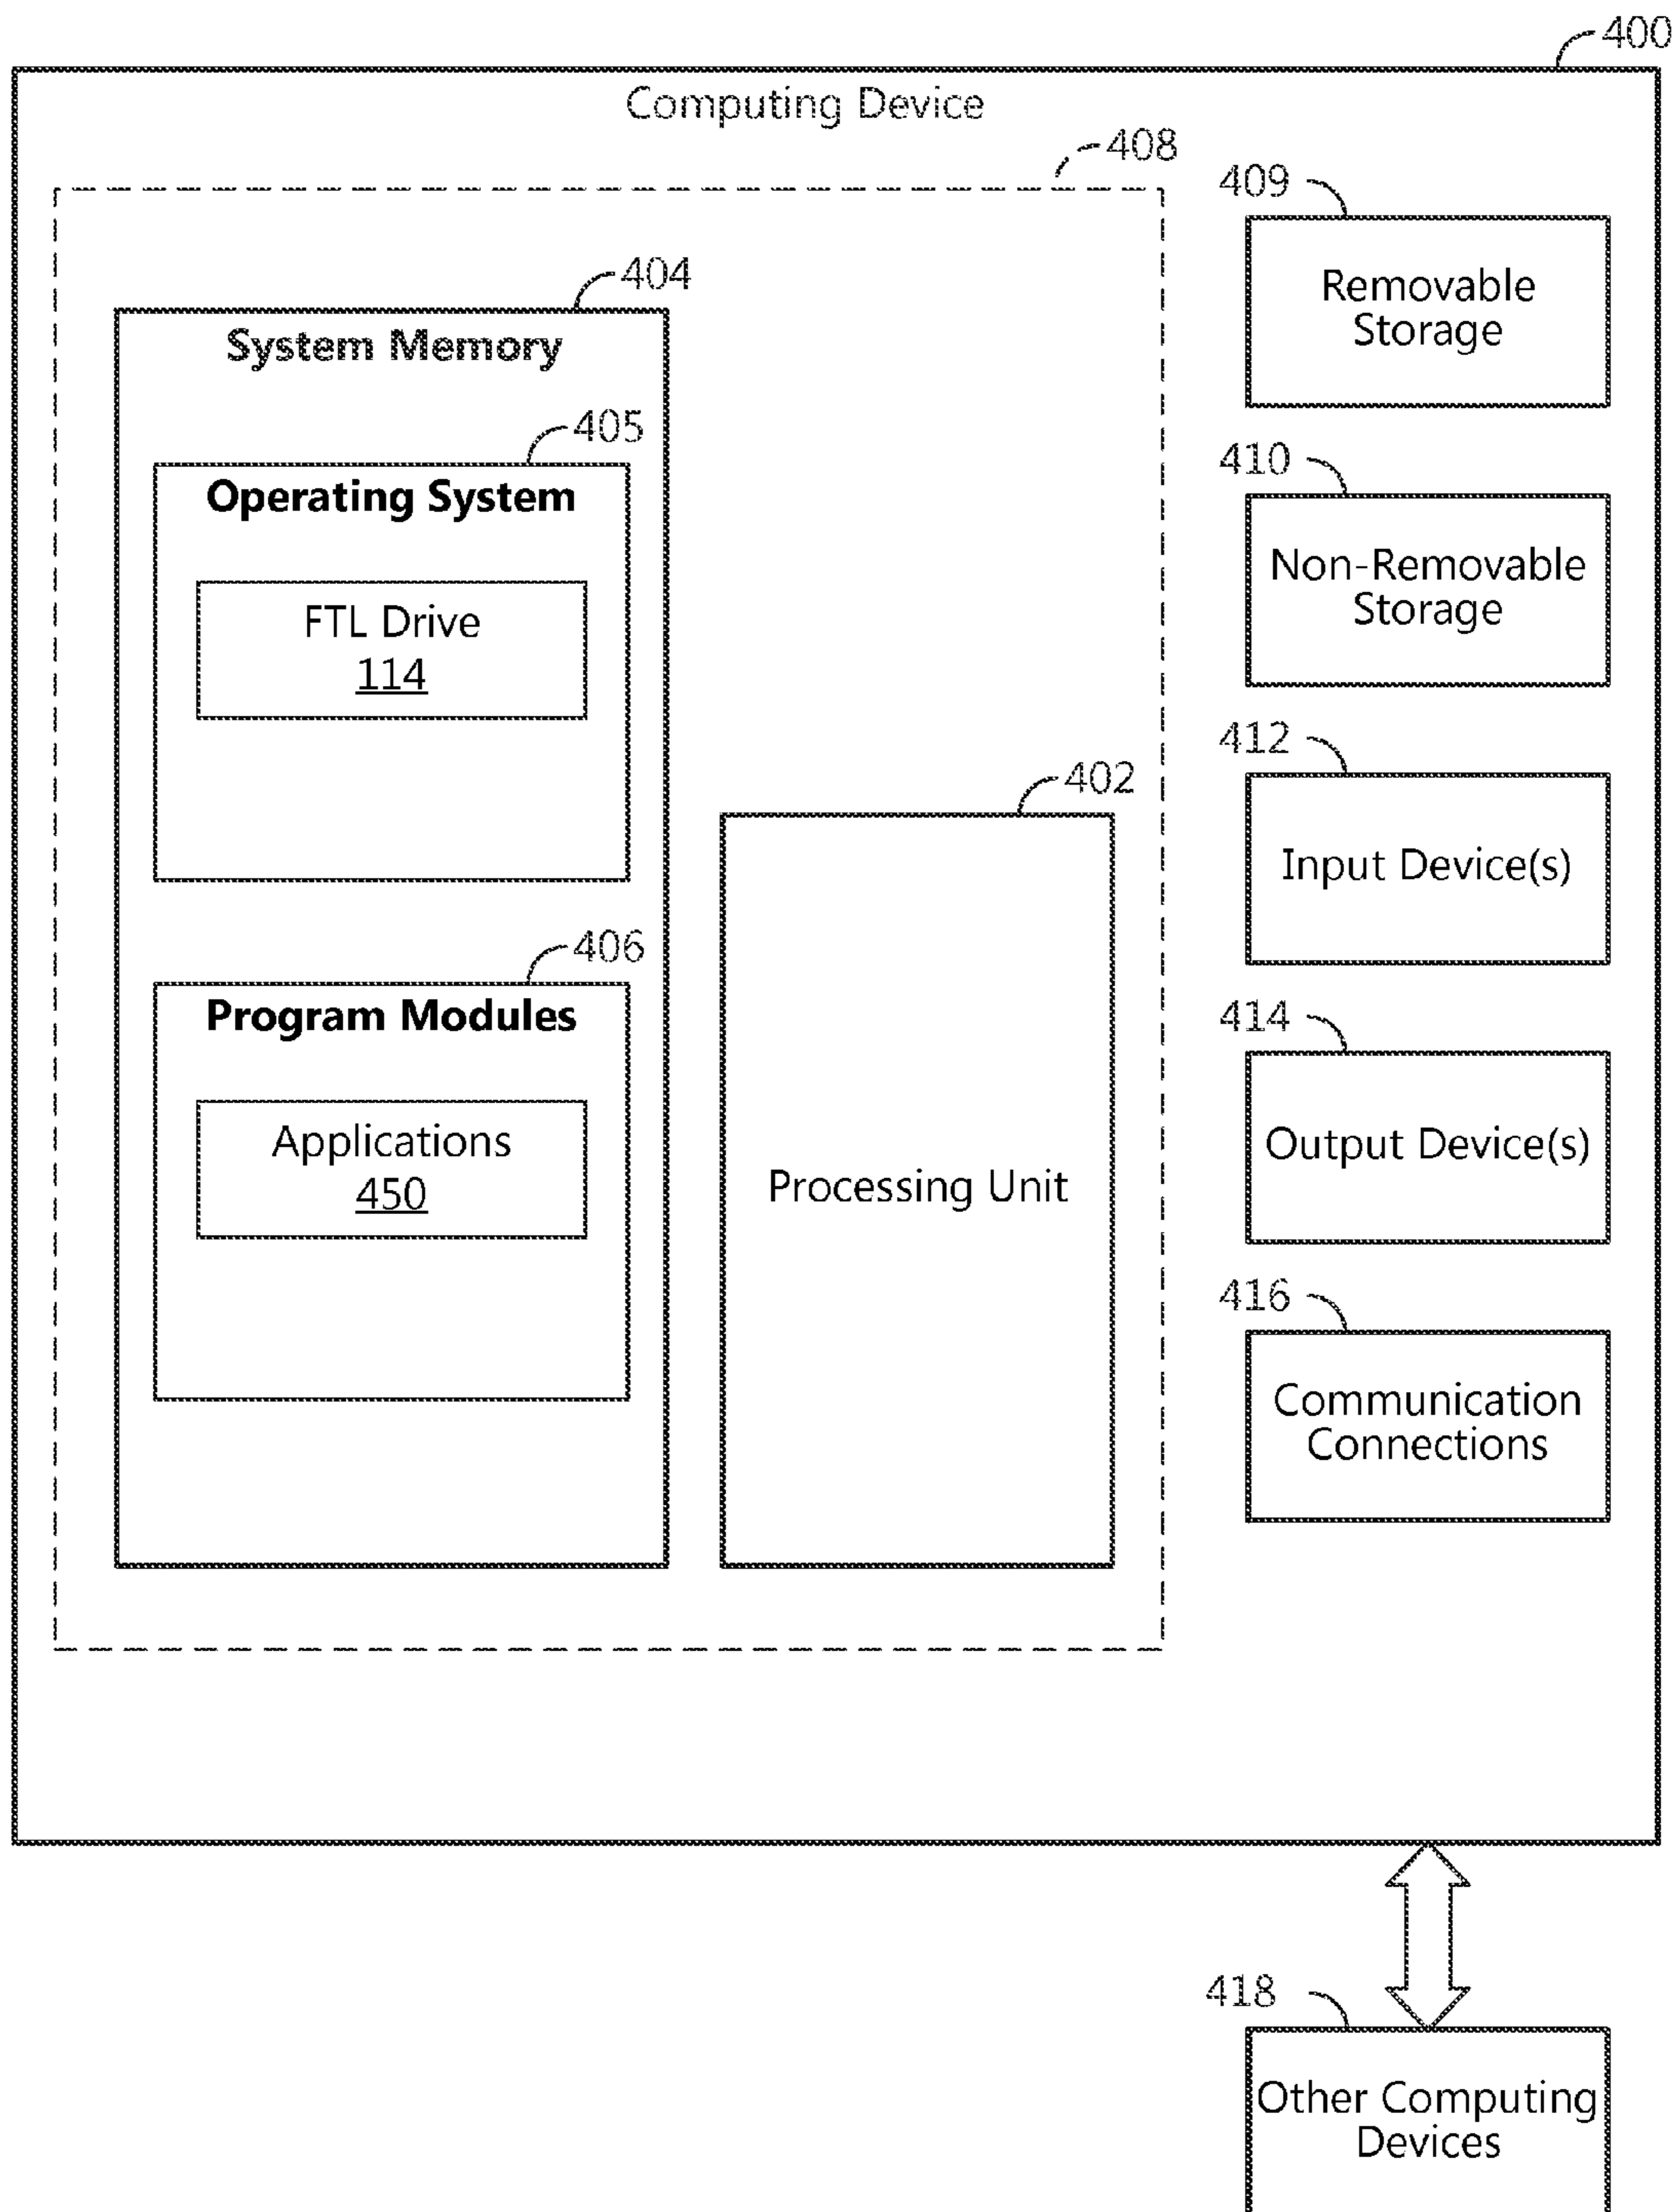 400
Computing Device
408
404
System Memory
405
Operating System
FTL Drive
114
406
Program Modules
Applications
450
402
Processing Unit
409
Removable
Storage
410
Non-Removable
Storage
412
Input Device(s)
414
Output Device(s)
416
Communication
Connections
418
Other Computing
Devices